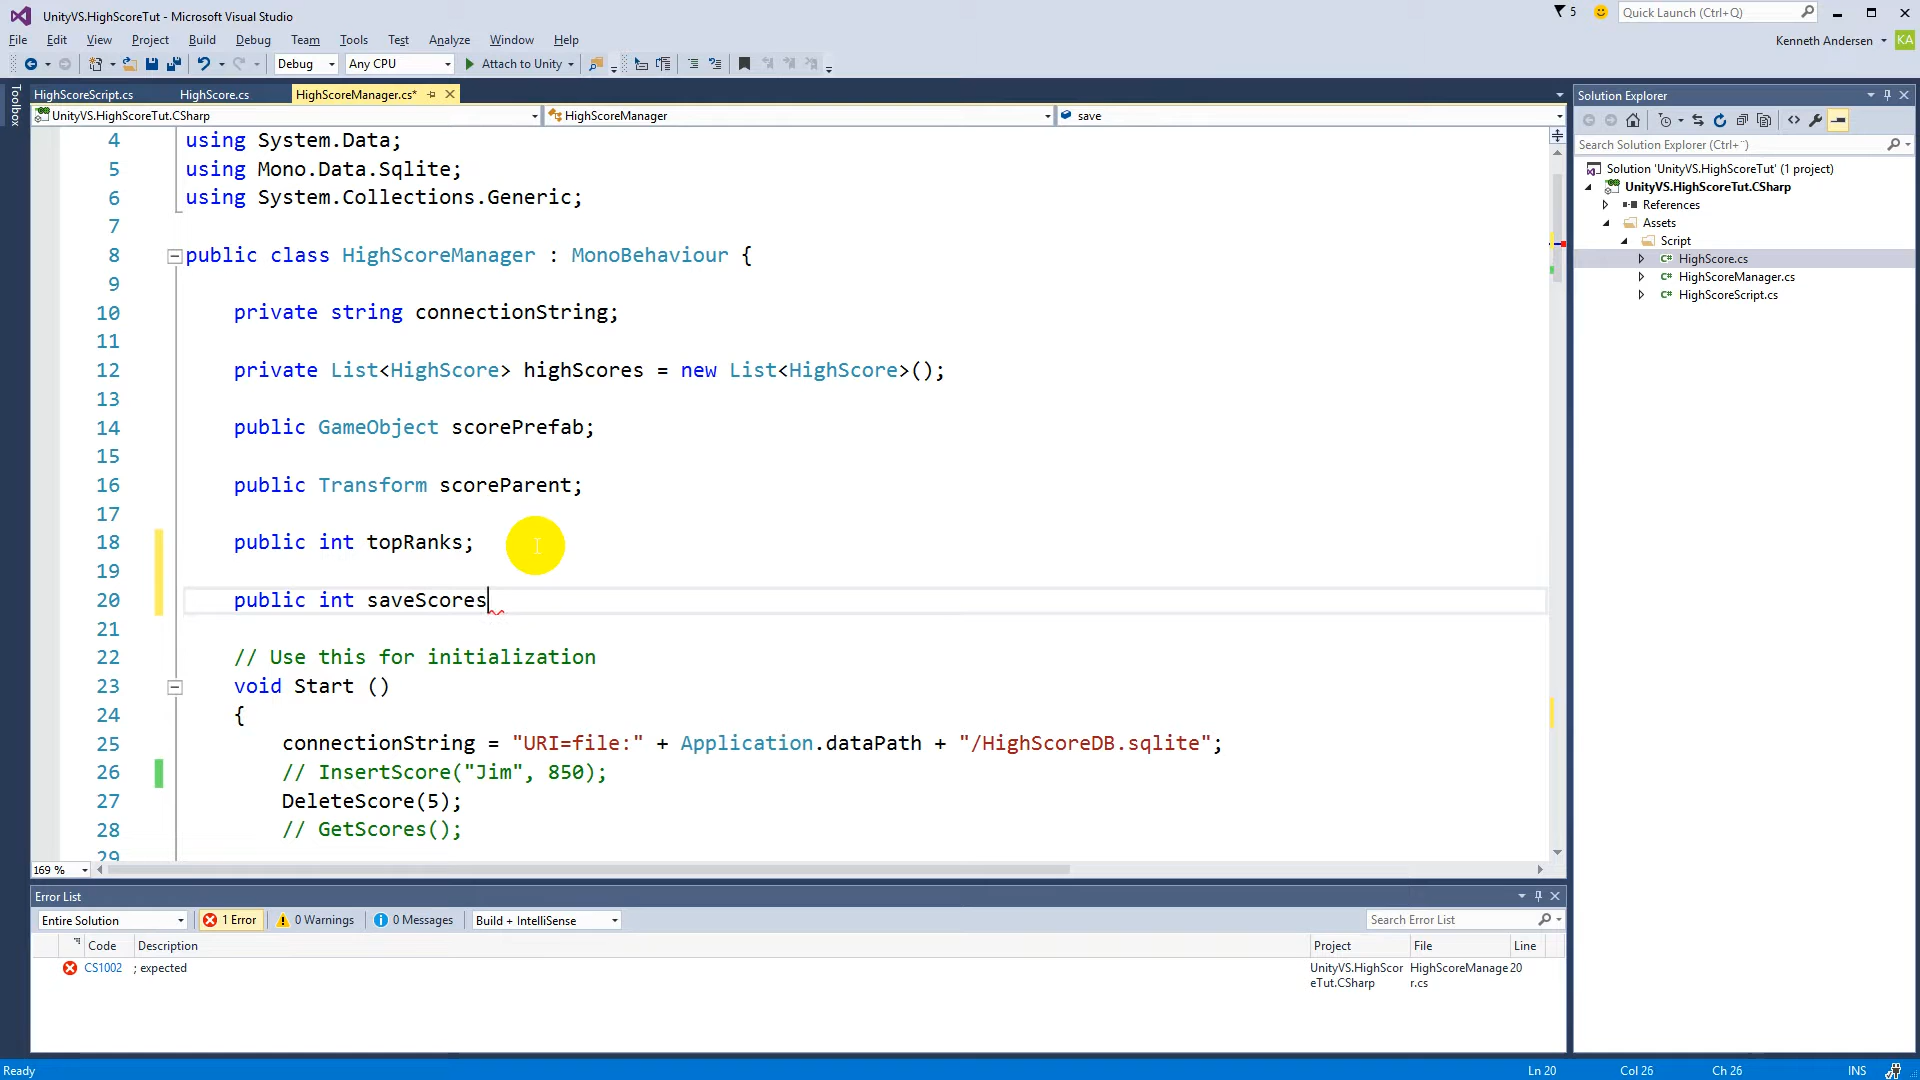 UnityVS.HighScoreTut - Microsoft Visual Studio
5
Quick Launch (Ctrl+Q)
File Edit View Project Build Debug Team Tools Test Analyze Window Help
Kenneth Andersen
KA
Debug
Any CPU
Attach to Unity
Toolbox
HighScoreScript.cs
HighScore.cs
HighScoreManager.cs*
UnityVS.HighScoreTut.CSharp
HighScoreManager
save
4 using System.Data;
5 using Mono.Data.Sqlite;
6 using System.Collections.Generic;
7
8 public class HighScoreManager : MonoBehaviour {
9
10 private string connectionString;
11
12 private List<HighScore> highScores = new List<HighScore>();
13
14 public GameObject scorePrefab;
15
16 public Transform scoreParent;
17
18 public int topRanks;
19
20 public int saveScores
21
22 // Use this for initialization
23 void Start ()
24 {
25 connectionString = "URI=file:" + Application.dataPath + "/HighScoreDB.sqlite";
26 // InsertScore("Jim", 850);
27 DeleteScore(5);
28 // GetScores();
29
169 %
Solution Explorer
Search Solution Explorer (Ctrl+¨)
Solution 'UnityVS.HighScoreTut' (1 project)
UnityVS.HighScoreTut.CSharp
References
Assets
Script
C# HighScore.cs
C# HighScoreManager.cs
C# HighScoreScript.cs
Error List
Entire Solution
1 Error
0 Warnings
0 Messages
Build + IntelliSense
Search Error List
Code Description Project File Line
CS1002 ; expected UnityVS.HighScor HighScoreManage 20
eTut.CSharp r.cs
Ready
Ln 20 Col 26 Ch 26 INS